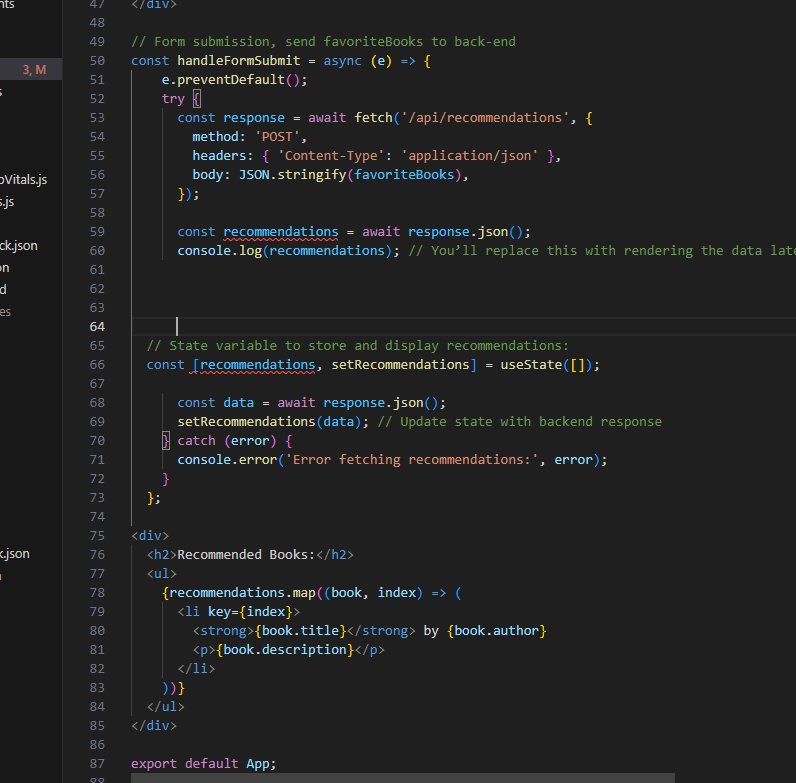 nts
3, M
s
oVitals.js
s.js
ck.json
on
d
es
k.json
47 </div>
48
49 // Form submission, send favoriteBooks to back-end
50 const handleFormSubmit = async (e) => {
51 e.preventDefault();
52 try {
53 const response = await fetch('/api/recommendations', {
54 method: 'POST',
55 headers: { 'Content-Type': 'application/json' },
56 body: JSON.stringify(favoriteBooks),
57 });
58
59 const recommendations = await response.json();
60 console.log(recommendations); // You’ll replace this with rendering the data late
61
62
63
64
65 // State variable to store and display recommendations:
66 const [recommendations, setRecommendations] = useState([]);
67
68 const data = await response.json();
69 setRecommendations(data); // Update state with backend response
70 } catch (error) {
71 console.error('Error fetching recommendations:', error);
72 }
73 };
74
75 <div>
76 <h2>Recommended Books:</h2>
77 <ul>
78 {recommendations.map((book, index) => (
79 <li key={index}>
80 <strong>{book.title}</strong> by {book.author}
81 <p>{book.description}</p>
82 </li>
83 ))}
84 </ul>
85 </div>
86
87 export default App;
88